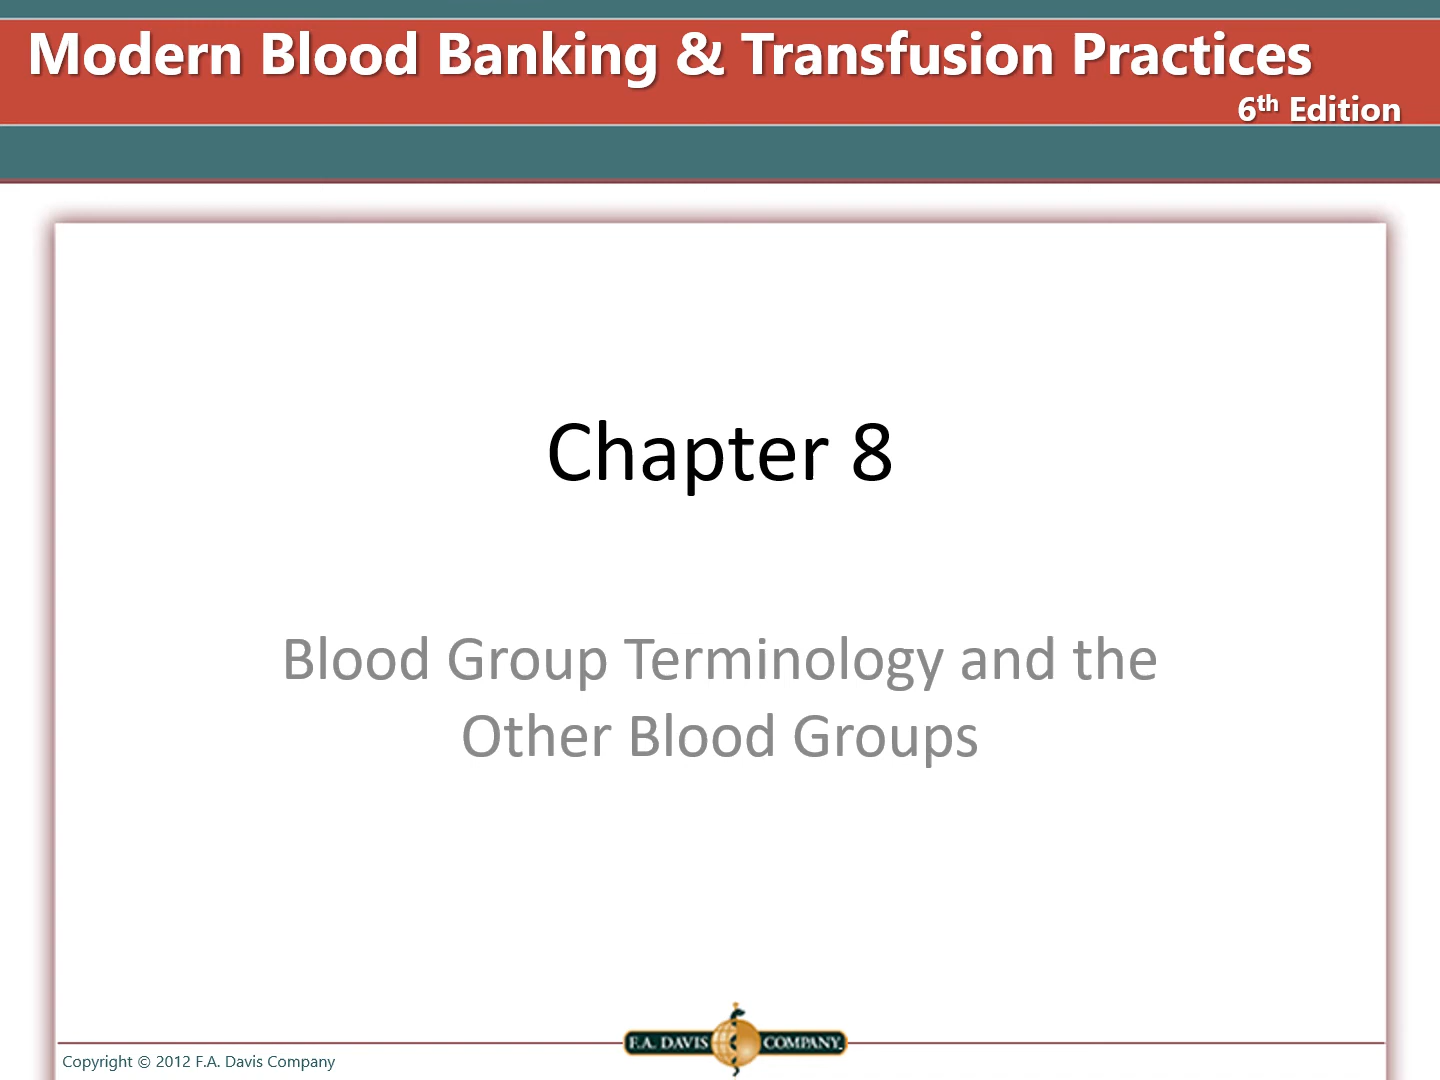 Modern Blood Banking & Transfusion Practices
6th Edition
Chapter 8
Blood Group Terminology and the
Other Blood Groups
F.A. DAVIS COMPANY
Copyright © 2012 F.A. Davis Company